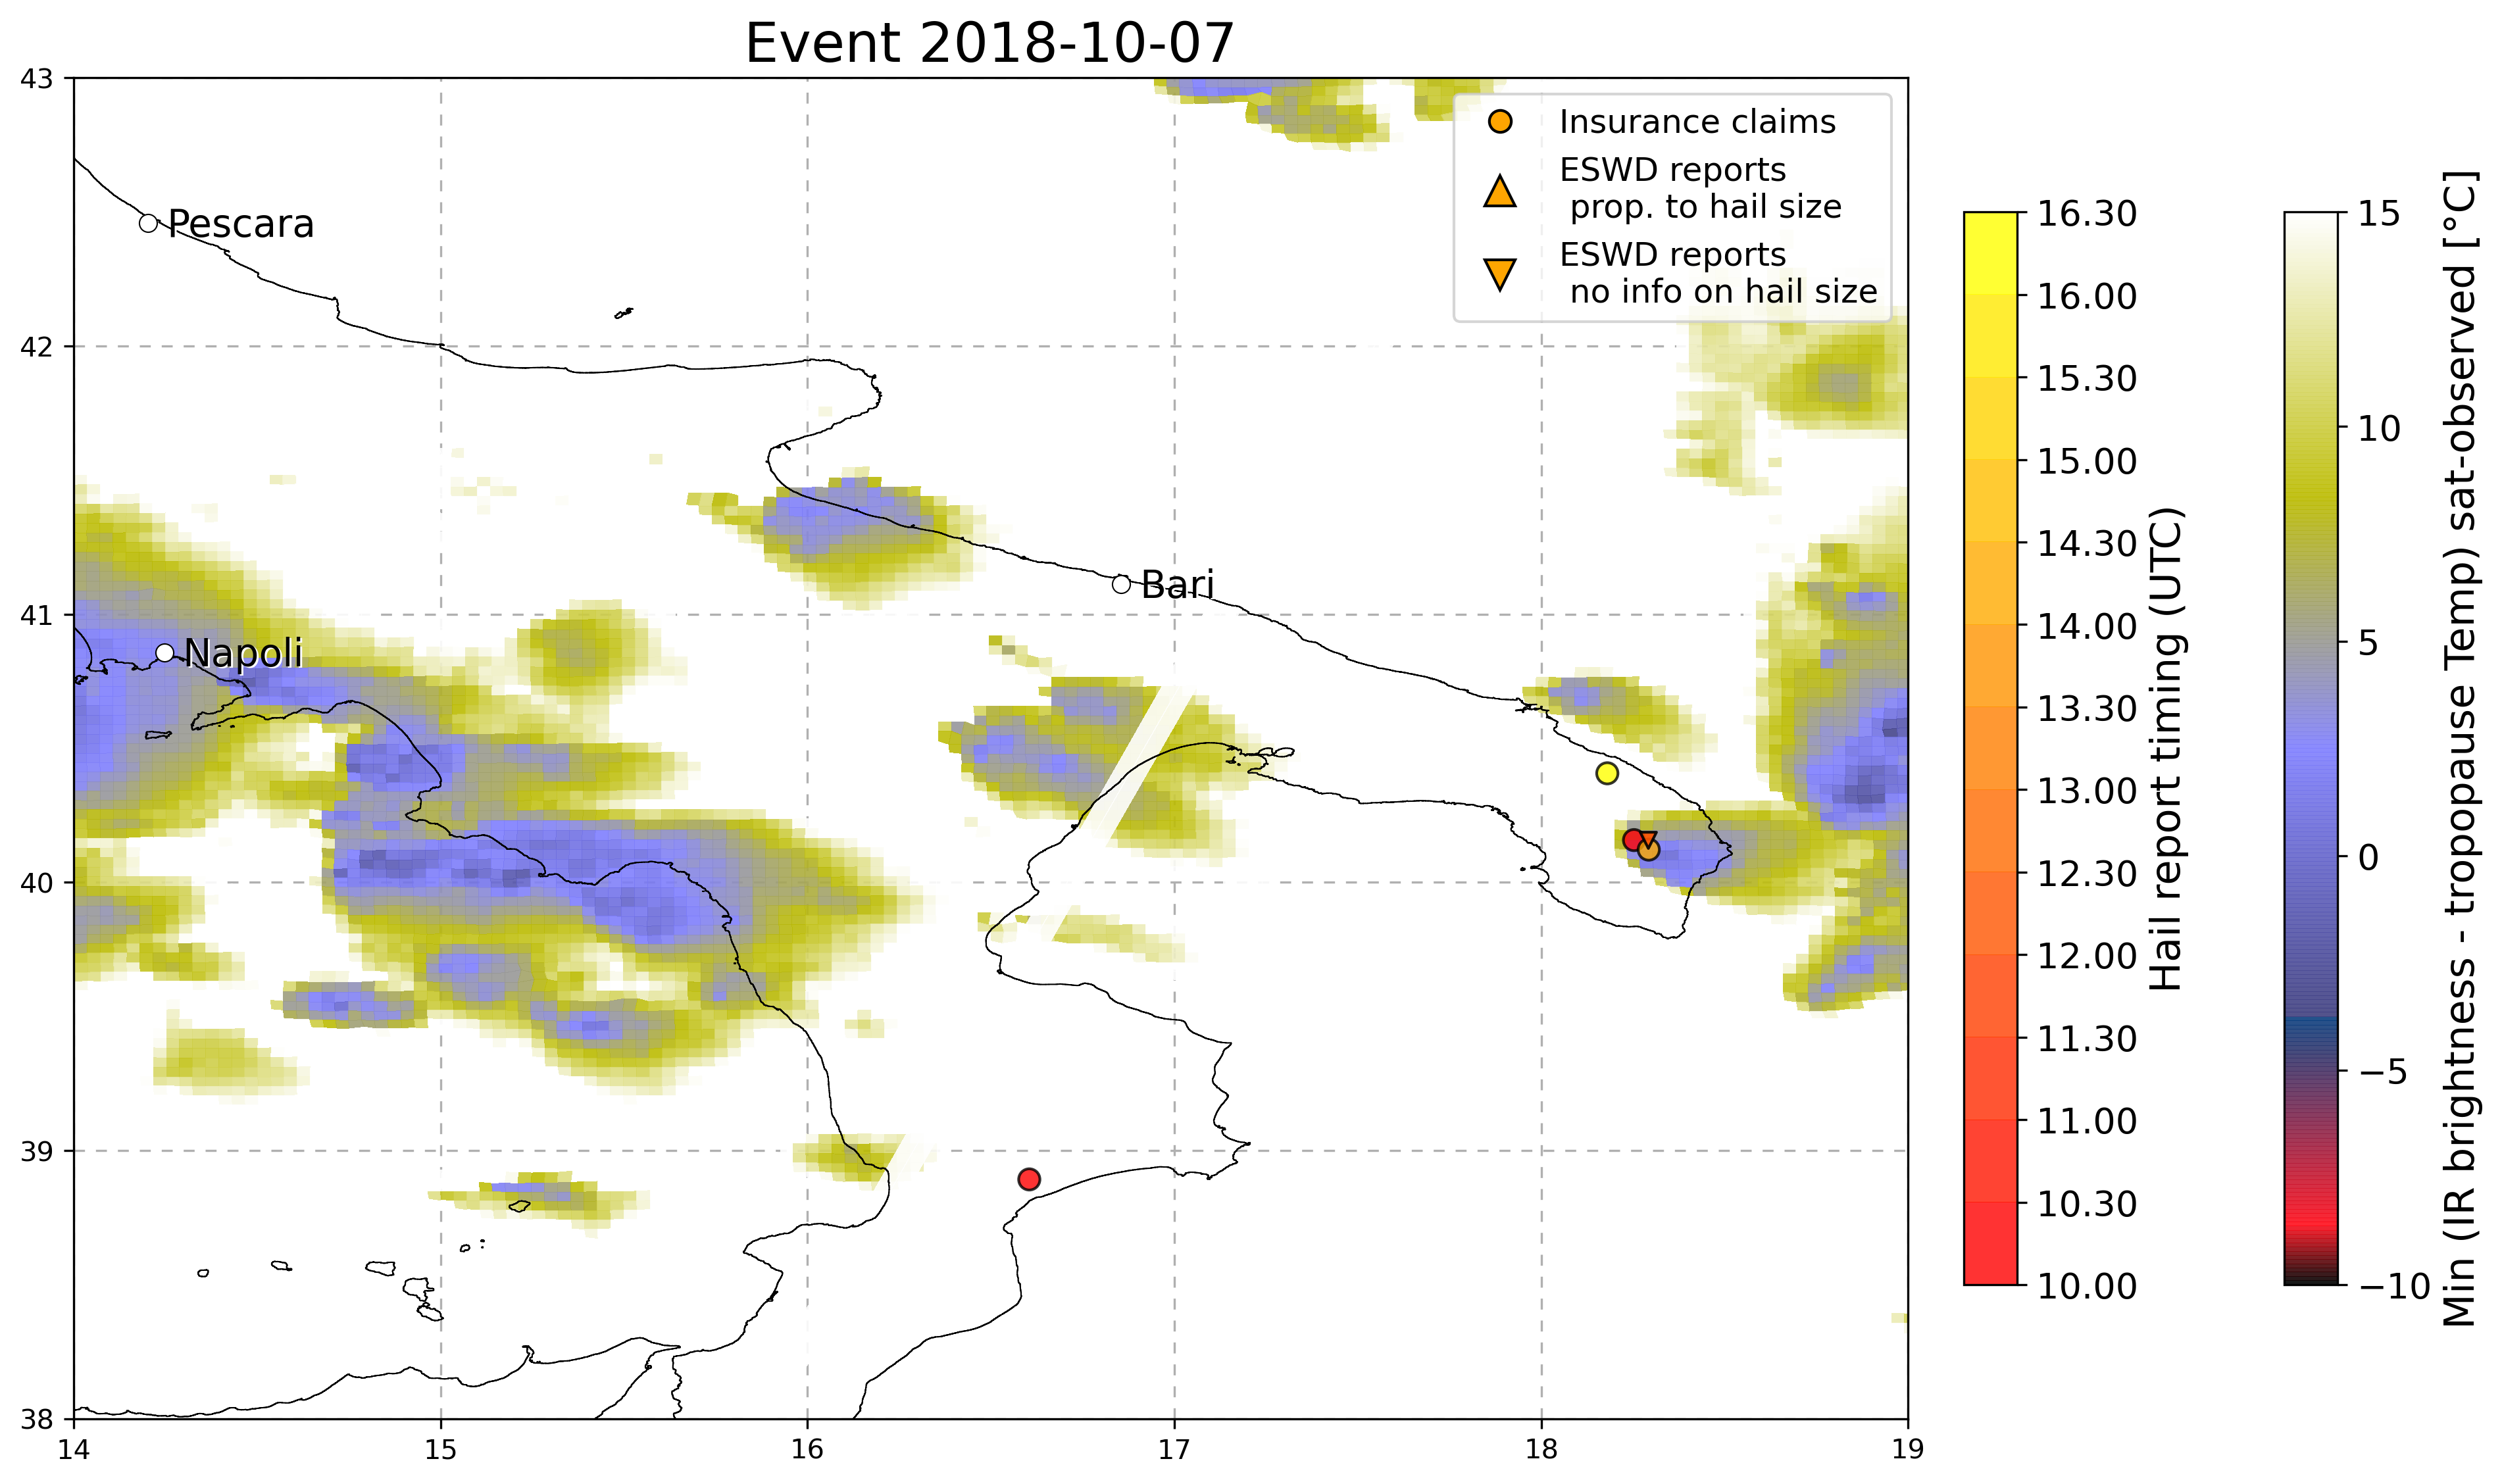 Event 2018-10-07
43
42
41
40
39
38
14
15
16
17
18
19
Pescara
Napoli
Bari
Insurance claims
ESWD reports
prop. to hail size
ESWD reports
no info on hail size
16.30
16.00
15.30
15.00
14.30
14.00
13.30
13.00
12.30
12.00
11.30
11.00
10.30
10.00
Hail report timing (UTC)
15
10
5
0
−5
−10
Min (IR brightness - tropopause Temp) sat-observed [°C]